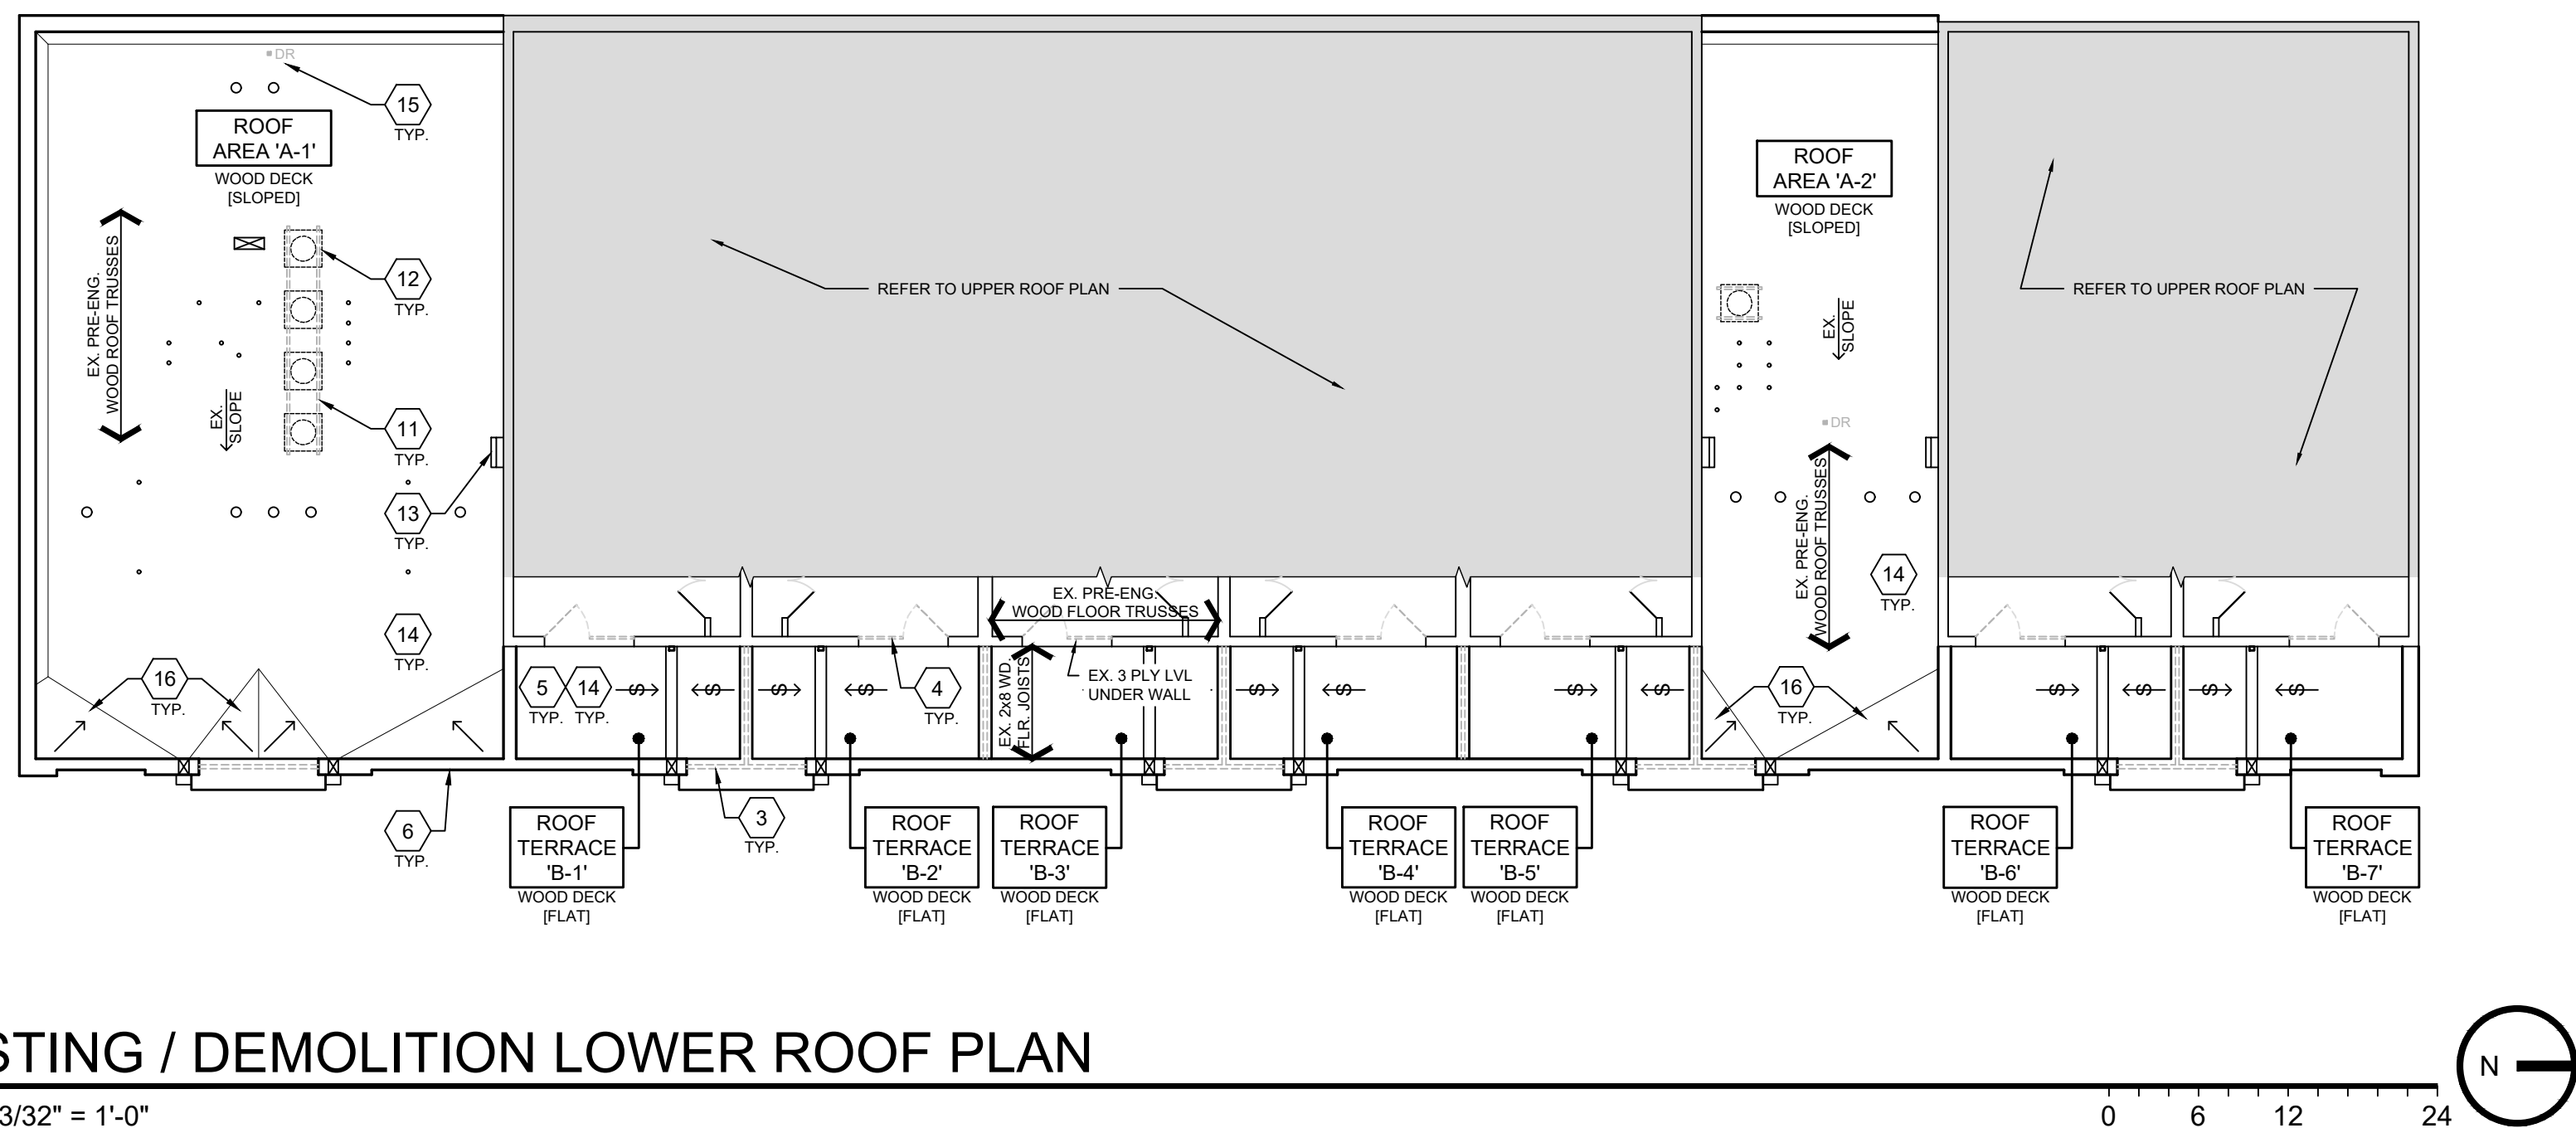 DR
15
TYP.
ROOF
AREA 'A-1'
WOOD DECK
[SLOPED]
EX. PRE-ENG.
WOOD ROOF TRUSSES
12
TYP.
EX.
SLOPE
11
TYP.
13
TYP.
14
TYP.
16
TYP.
REFER TO UPPER ROOF PLAN
ROOF
AREA 'A-2'
WOOD DECK
[SLOPED]
EX.
SLOPE
DR
EX. PRE-ENG.
WOOD ROOF TRUSSES
14
TYP.
16
TYP.
REFER TO UPPER ROOF PLAN
EX. PRE-ENG.
WOOD FLOOR TRUSSES
5
TYP.
14
TYP.
S
S
S
S
4
TYP.
EX. 2x8 WD.
FLR. JOISTS
EX. 3 PLY LVL
UNDER WALL
S
S
S
S
S
S
S
S
6
TYP.
3
TYP.
ROOF
TERRACE
'B-1'
WOOD DECK
[FLAT]
ROOF
TERRACE
'B-2'
WOOD DECK
[FLAT]
ROOF
TERRACE
'B-3'
WOOD DECK
[FLAT]
ROOF
TERRACE
'B-4'
WOOD DECK
[FLAT]
ROOF
TERRACE
'B-5'
WOOD DECK
[FLAT]
ROOF
TERRACE
'B-6'
WOOD DECK
[FLAT]
ROOF
TERRACE
'B-7'
WOOD DECK
[FLAT]
STING / DEMOLITION LOWER ROOF PLAN
3/32" = 1'-0"
0 6 12 24
N